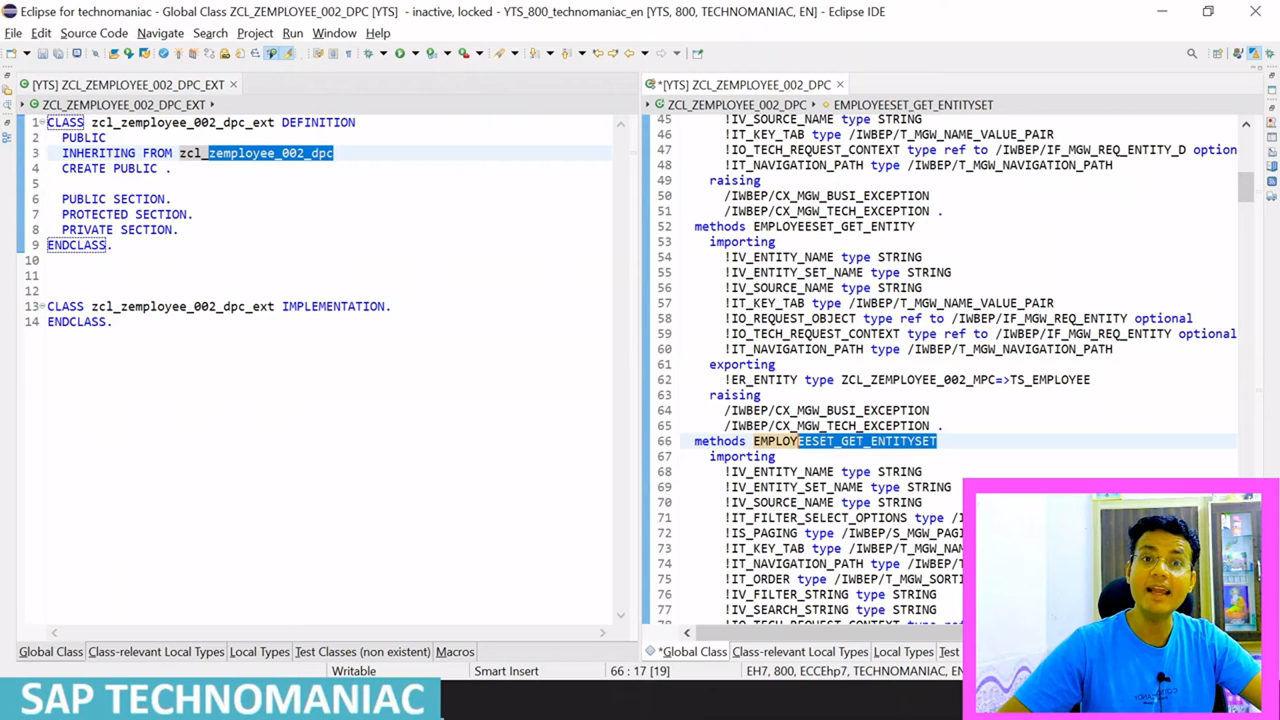 Eclipse for technomaniac - Global Class ZCL_ZEMPLOYEE_002_DPC [YTS] - inactive, locked - YTS_800_technomaniac_en [YTS, 800, TECHNOMANIAC, EN] - Eclipse IDE
File Edit Source Code Navigate Search Project Run Window Help
[YTS] ZCL_ZEMPLOYEE_002_DPC_EXT
ZCL_ZEMPLOYEE_002_DPC_EXT
1 CLASS zcl_zemployee_002_dpc_ext DEFINITION
2 PUBLIC
3 INHERITING FROM zcl_zemployee_002_dpc
4 CREATE PUBLIC .
5
6 PUBLIC SECTION.
7 PROTECTED SECTION.
8 PRIVATE SECTION.
9 ENDCLASS.
10
11
12
13 CLASS zcl_zemployee_002_dpc_ext IMPLEMENTATION.
14 ENDCLASS.
Global Class Class-relevant Local Types Local Types Test Classes (non existent) Macros
*[YTS] ZCL_ZEMPLOYEE_002_DPC
ZCL_ZEMPLOYEE_002_DPC EMPLOYEESET_GET_ENTITYSET
45 !IV_SOURCE_NAME type STRING
46 !IT_KEY_TAB type /IWBEP/T_MGW_NAME_VALUE_PAIR
47 !IO_TECH_REQUEST_CONTEXT type ref to /IWBEP/IF_MGW_REQ_ENTITY_D option
48 !IT_NAVIGATION_PATH type /IWBEP/T_MGW_NAVIGATION_PATH
49 raising
50 /IWBEP/CX_MGW_BUSI_EXCEPTION
51 /IWBEP/CX_MGW_TECH_EXCEPTION .
52 methods EMPLOYEESET_GET_ENTITY
53 importing
54 !IV_ENTITY_NAME type STRING
55 !IV_ENTITY_SET_NAME type STRING
56 !IV_SOURCE_NAME type STRING
57 !IT_KEY_TAB type /IWBEP/T_MGW_NAME_VALUE_PAIR
58 !IO_REQUEST_OBJECT type ref to /IWBEP/IF_MGW_REQ_ENTITY optional
59 !IO_TECH_REQUEST_CONTEXT type ref to /IWBEP/IF_MGW_REQ_ENTITY optional
60 !IT_NAVIGATION_PATH type /IWBEP/T_MGW_NAVIGATION_PATH
61 exporting
62 !ER_ENTITY type ZCL_ZEMPLOYEE_002_MPC=>TS_EMPLOYEE
63 raising
64 /IWBEP/CX_MGW_BUSI_EXCEPTION
65 /IWBEP/CX_MGW_TECH_EXCEPTION .
66 methods EMPLOYEESET_GET_ENTITYSET
67 importing
68 !IV_ENTITY_NAME type STRING
69 !IV_ENTITY_SET_NAME type STRING
70 !IV_SOURCE_NAME type STRING
71 !IT_FILTER_SELECT_OPTIONS type /I
72 !IS_PAGING type /IWBEP/S_MGW_PAG
73 !IT_KEY_TAB type /IWBEP/T_MGW_NA
74 !IT_NAVIGATION_PATH type /IWBEP/
75 !IT_ORDER type /IWBEP/T_MGW_SORTI
76 !IV_FILTER_STRING type STRING
77 !IV_SEARCH_STRING type STRING
*Global Class Class-relevant Local Types Local Types Test
Writable Smart Insert 66 : 17 [19] EH7, 800, ECCEhp7, TECHNOMANIAC, EN
SAP TECHNOMANIAC